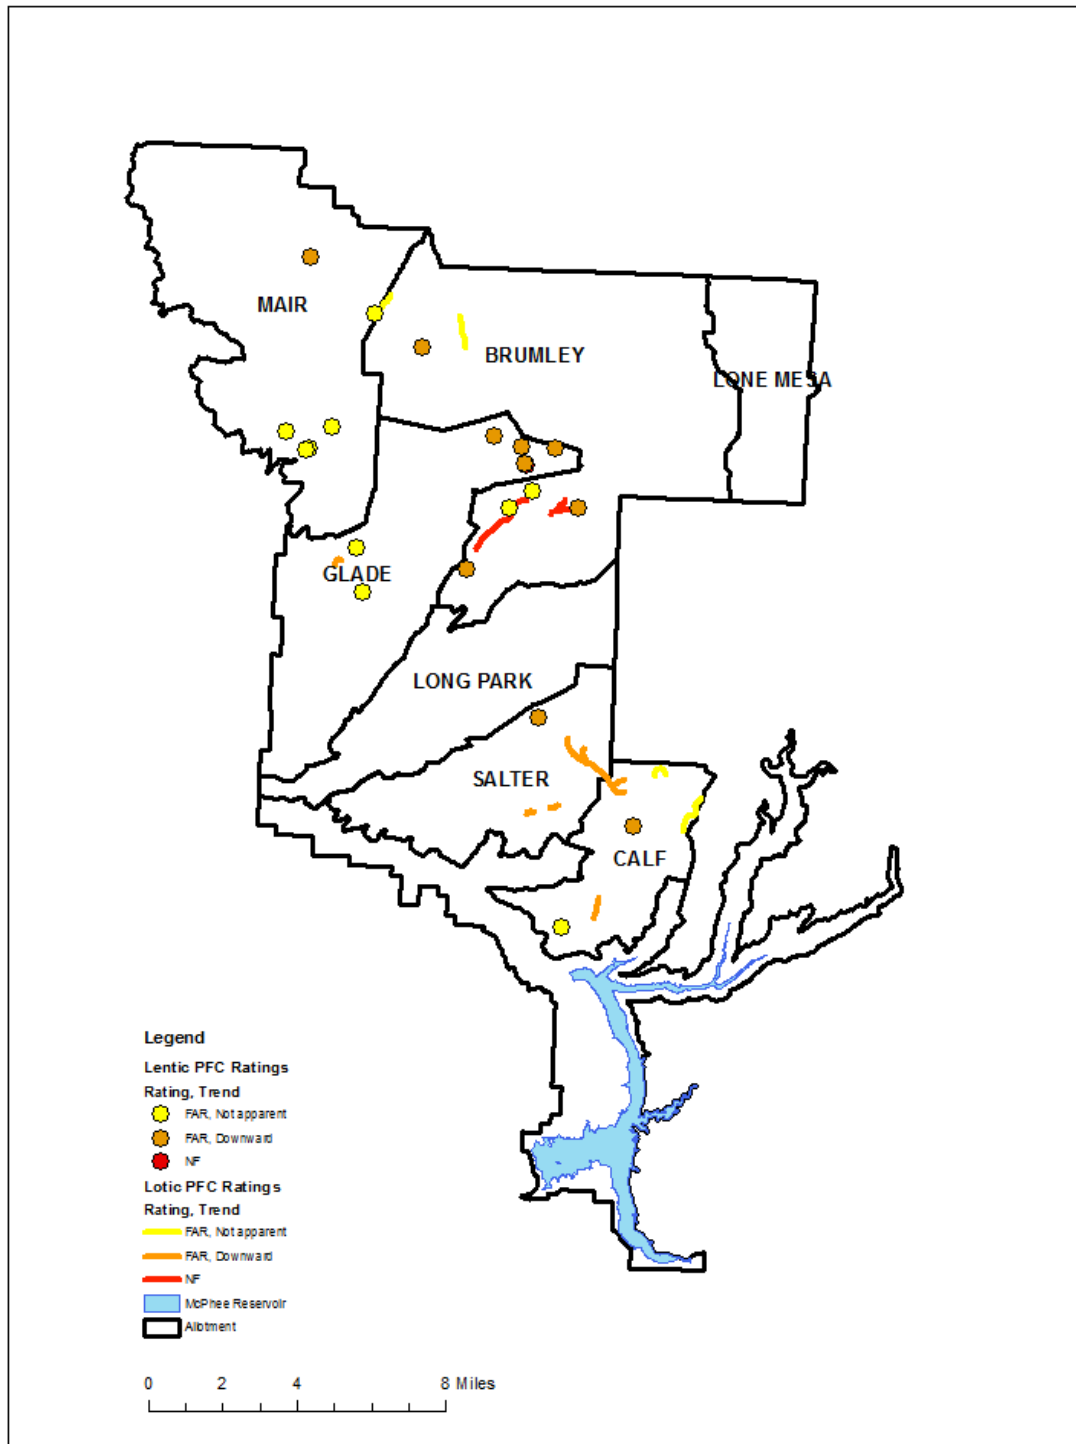 MAIR
BRUMLEY
LONE MESA
GLADE
LONG PARK
SALTER
CALF
Legend
Lentic PFC Ratings
Rating, Trend
FAR, Not apparent
FAR, Downward
NF
Lotic PFC Ratings
Rating, Trend
FAR, Not apparent
FAR, Downward
NF
McPhee Reservoir
Allotment
0 2 4 8 Miles